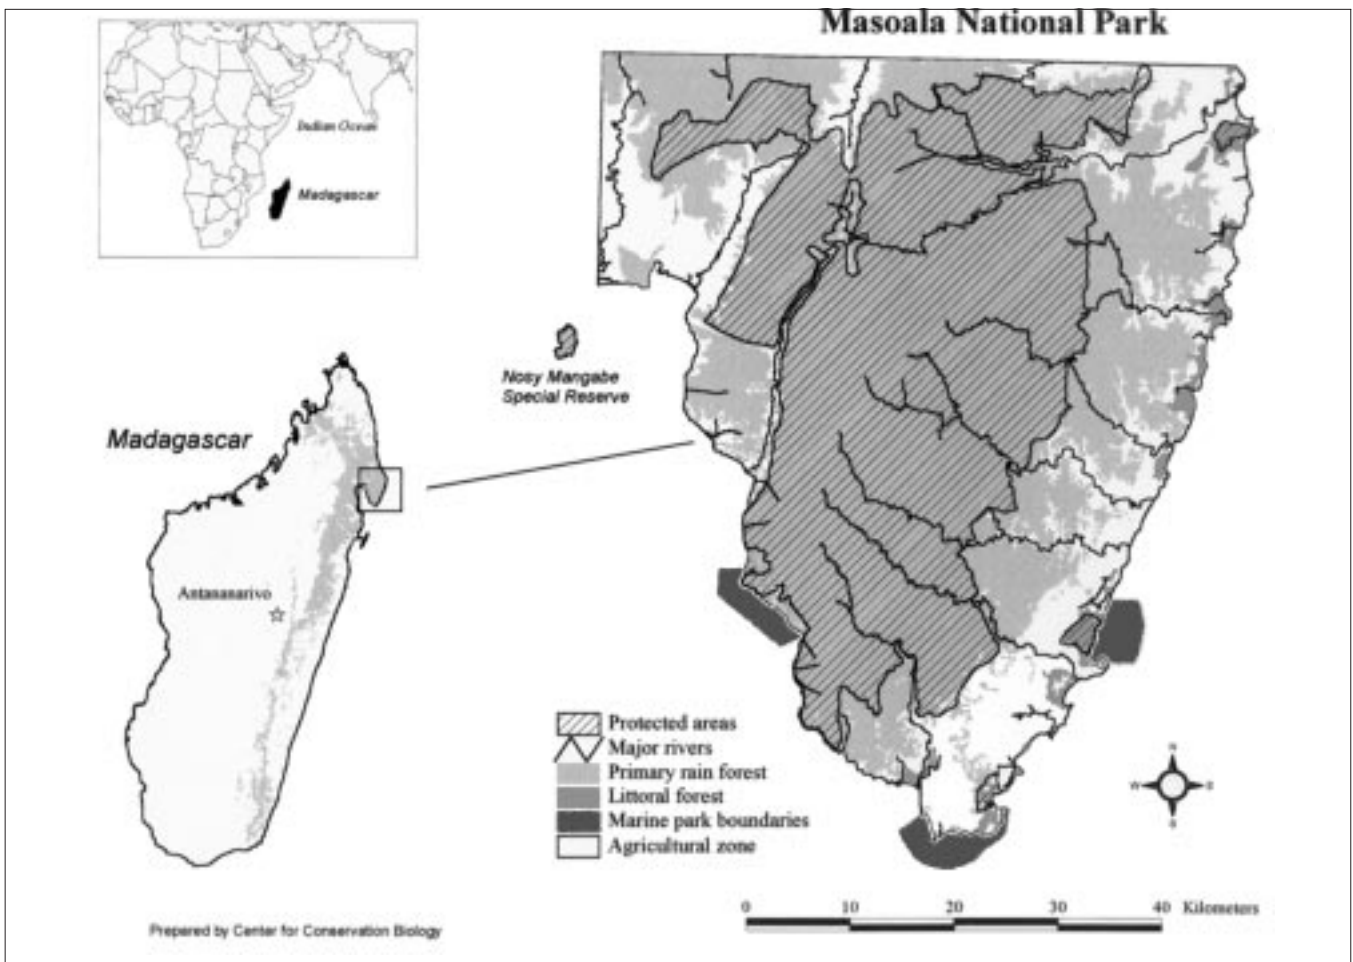 Masoala National Park
Indian Ocean
Madagascar
Nosy Mangabe
Special Reserve
Madagascar
Antananarivo
Protected areas
Major rivers
Primary rain forest
Littoral forest
Marine park boundaries
Agricultural zone
N
W
E
S
0 10 20 30 40 Kilometers
Prepared by Center for Conservation Biology